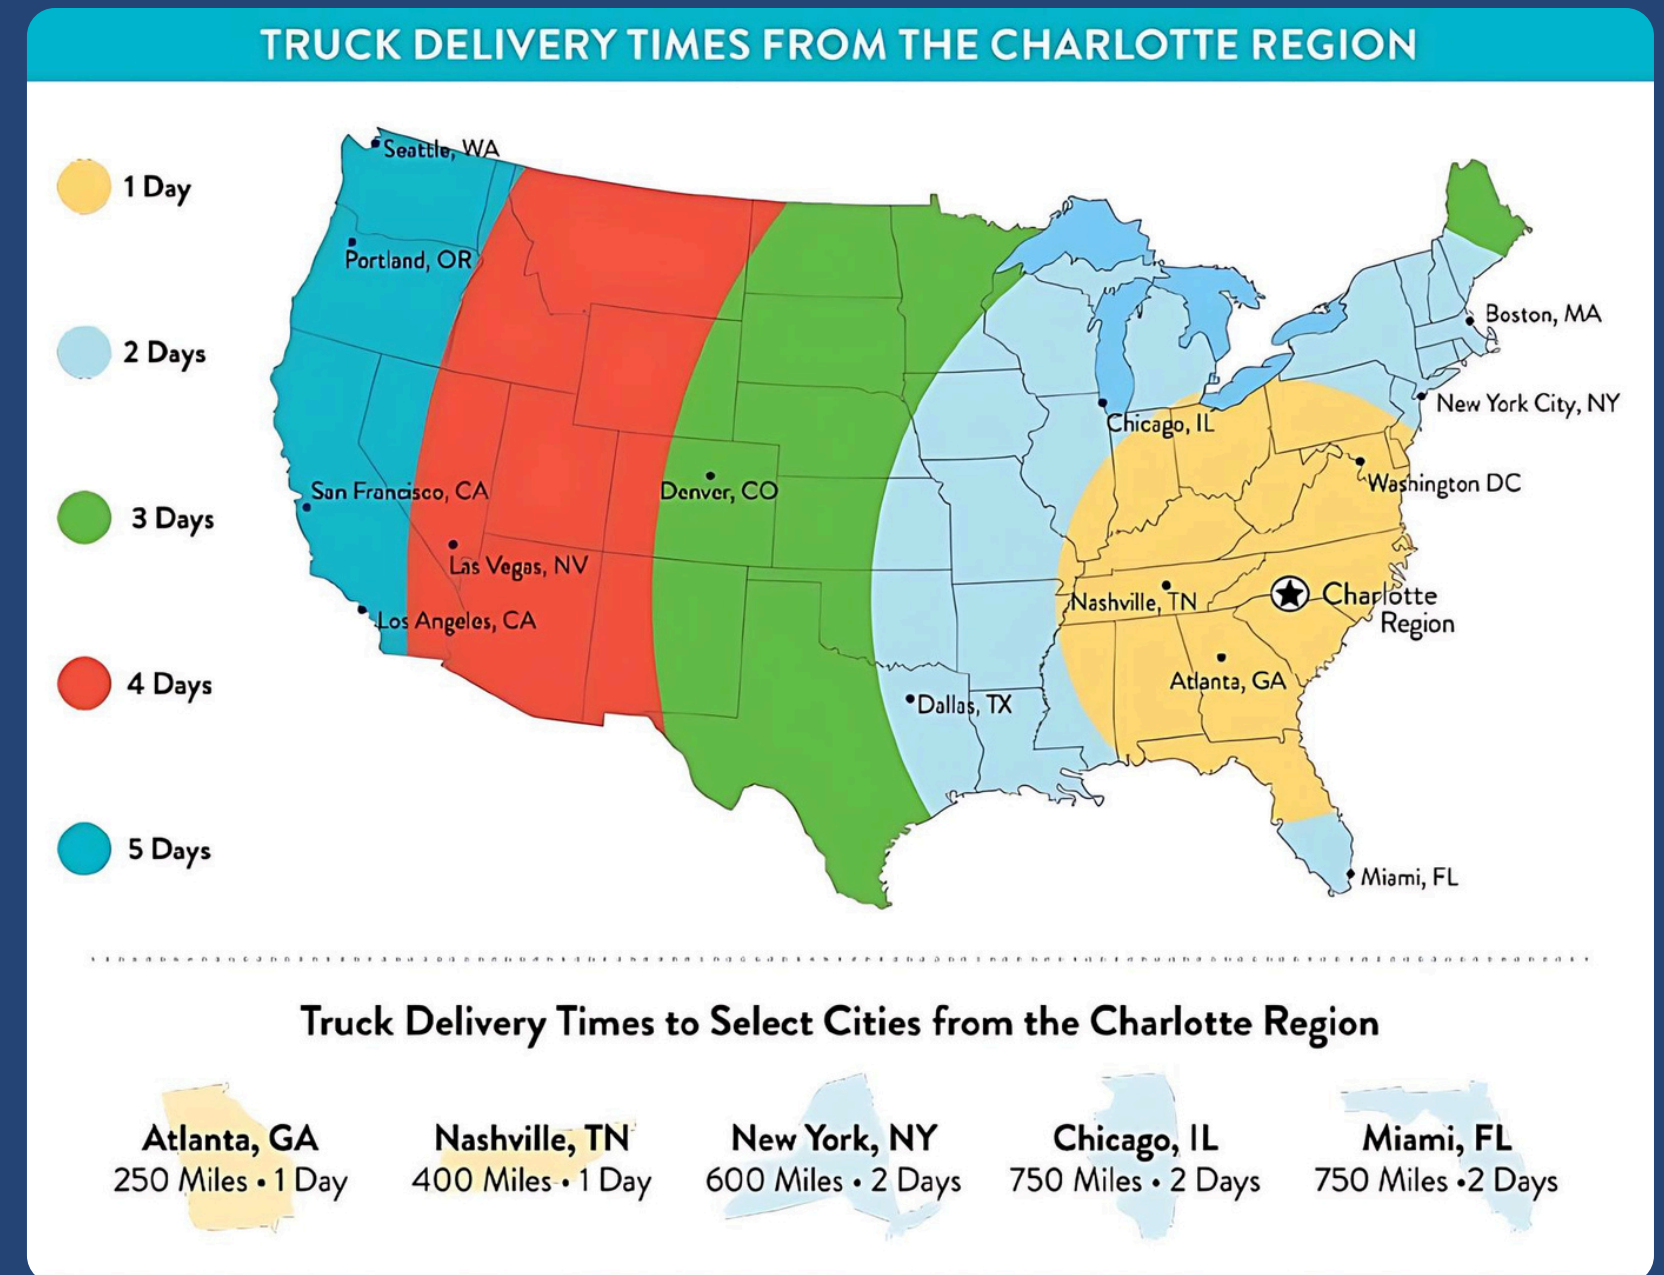 TRUCK DELIVERY TIMES FROM THE CHARLOTTE REGION
1 Day
2 Days
3 Days
4 Days
5 Days
Seattle, WA
Portland, OR
San Francisco, CA
Las Vegas, NV
Los Angeles, CA
Denver, CO
Dallas, TX
Chicago, IL
Nashville, TN
Atlanta, GA
Boston, MA
New York City, NY
Washington DC
Charlotte
Region
Miami, FL
Truck Delivery Times to Select Cities from the Charlotte Region
Atlanta, GA
250 Miles • 1 Day
Nashville, TN
400 Miles • 1 Day
New York, NY
600 Miles • 2 Days
Chicago, IL
750 Miles • 2 Days
Miami, FL
750 Miles •2 Days